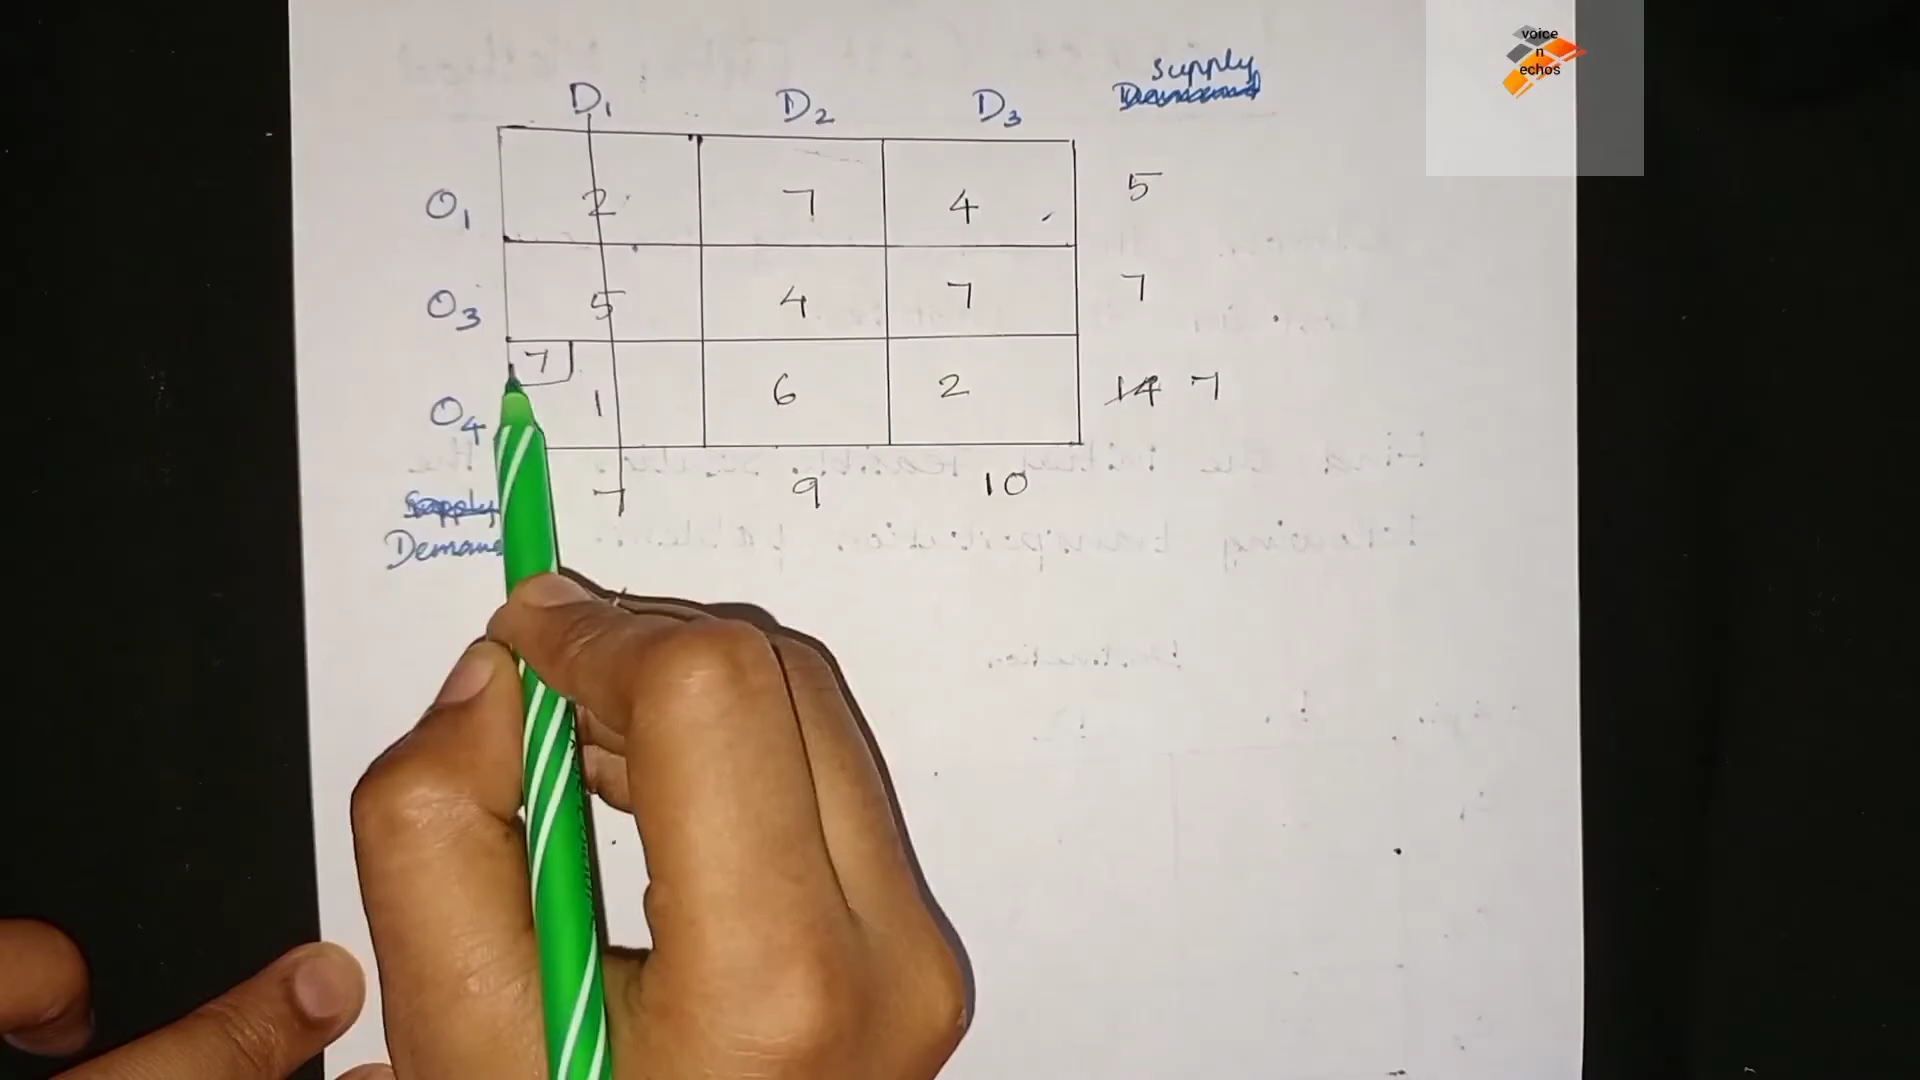 voice
n
echos
Supply
D1 D2 D3
O1 2 7 4 5
O3 5 4 7 7
7
O4 1 6 2 14 7
7 9 10
Supply
Demand